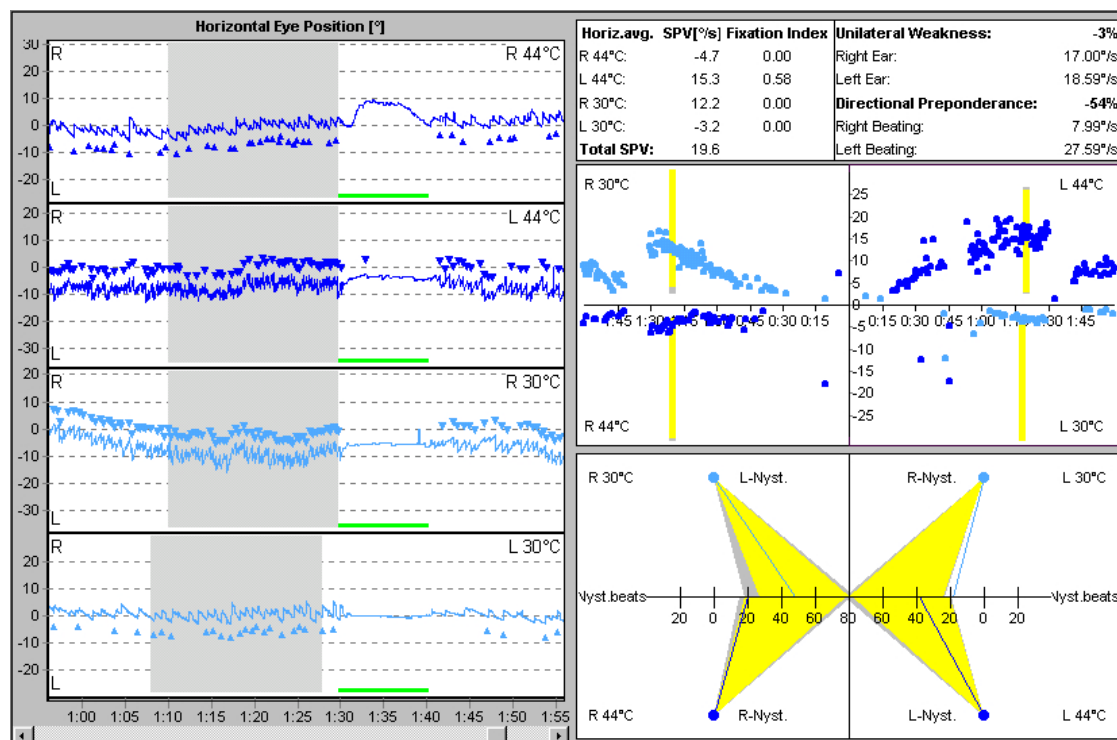 Horizontal Eye Position [°]
30
R
R 44°C
20
10
0
-10
-20
L
20
R
L 44°C
10
0
-10
-20
-30
L
20
R
R 30°C
10
0
-10
-20
-30
L
20
R
L 30°C
10
0
-10
-20
L
1:00 1:05 1:10 1:15 1:20 1:25 1:30 1:35 1:40 1:45 1:50 1:55
Horiz.avg. SPV[°/s] Fixation Index
R 44°C: -4.7 0.00
L 44°C: 15.3 0.58
R 30°C: 12.2 0.00
L 30°C: -3.2 0.00
Total SPV: 19.6
Unilateral Weakness: -3%
Right Ear: 17.00°/s
Left Ear: 18.59°/s
Directional Preponderance: -54%
Right Beating: 7.99°/s
Left Beating: 27.59°/s
R 30°C
L 44°C
25
20
15
10
5
0
1:45 1:30 0:45 0:30 0:15 0:15 0:30 0:45 1:00 1:45
-5
-10
-15
-20
-25
R 44°C
L 30°C
R 30°C L-Nyst. R-Nyst. L 30°C
Nyst.beats Nyst.beats
20 0 20 40 60 80 60 40 20 0 20
R 44°C R-Nyst. L-Nyst. L 44°C